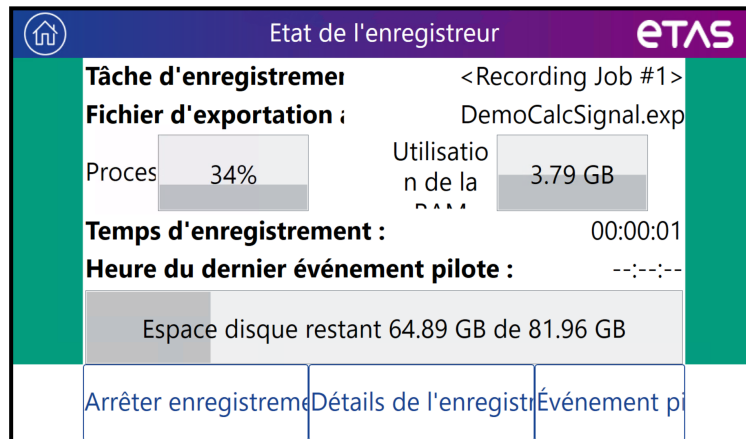 Etat de l'enregistreur
eTAS
Tâche d'enregistremer
<Recording Job #1>
Fichier d'exportation a
DemoCalcSignal.exp
Proces
34%
Utilisatio
n de la
RAM
3.79 GB
Temps d'enregistrement :
00:00:01
Heure du dernier événement pilote :
--:--:--
Espace disque restant 64.89 GB de 81.96 GB
Arrêter enregistreme
Détails de l'enregistr
Événement pi